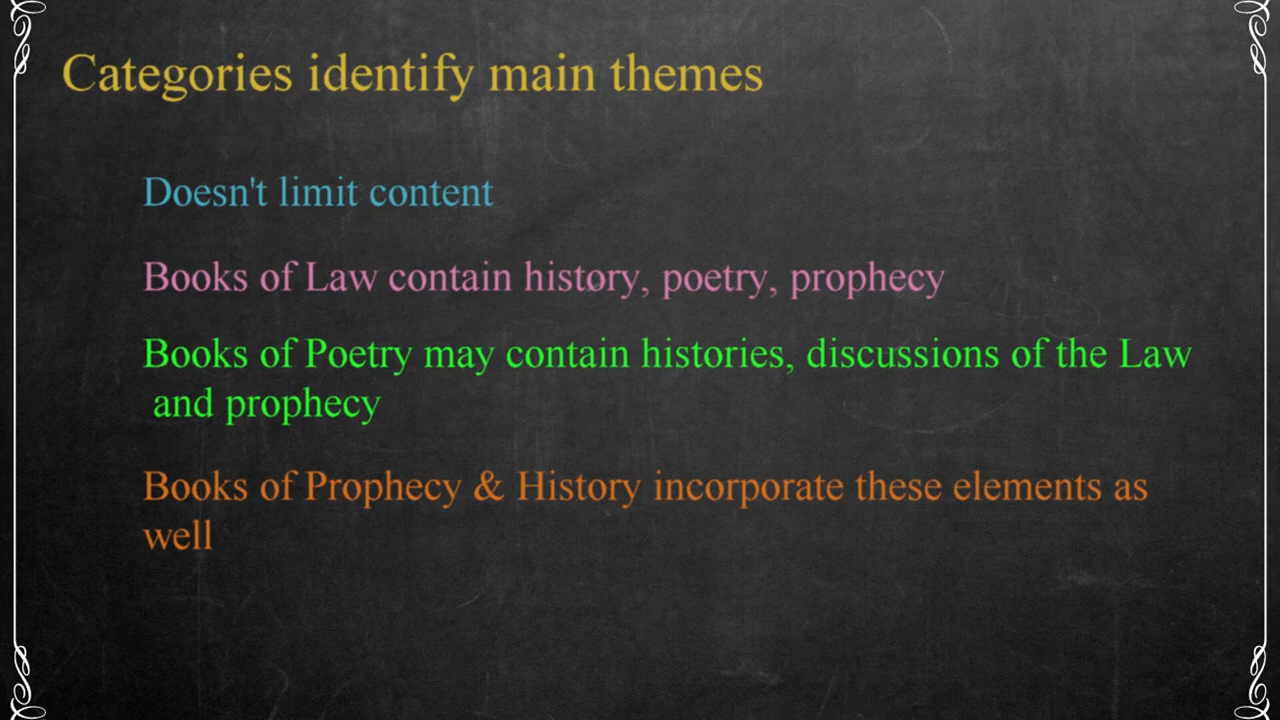 Categories identify main themes
Doesn't limit content
Books of Law contain history, poetry, prophecy
Books of Poetry may contain histories, discussions of the Law
and prophecy
Books of Prophecy & History incorporate these elements as
well